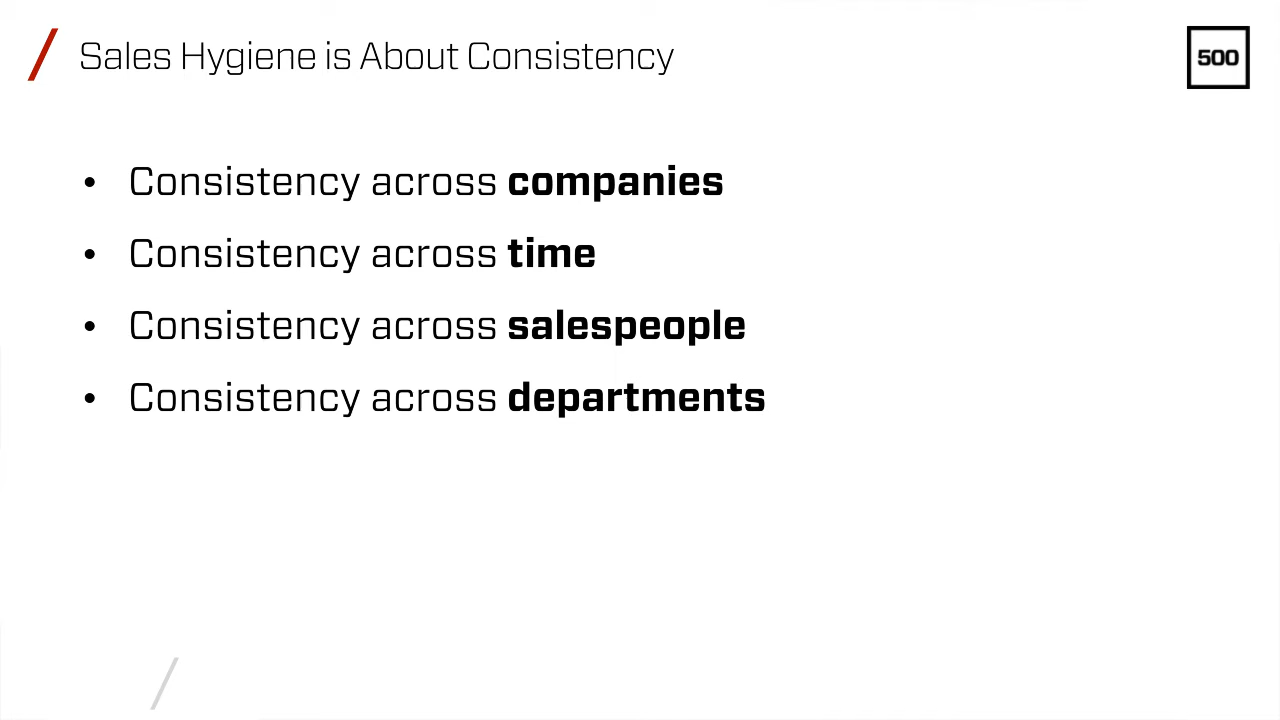 Sales Hygiene is About Consistency
500
• Consistency across companies
• Consistency across time
• Consistency across salespeople
• Consistency across departments